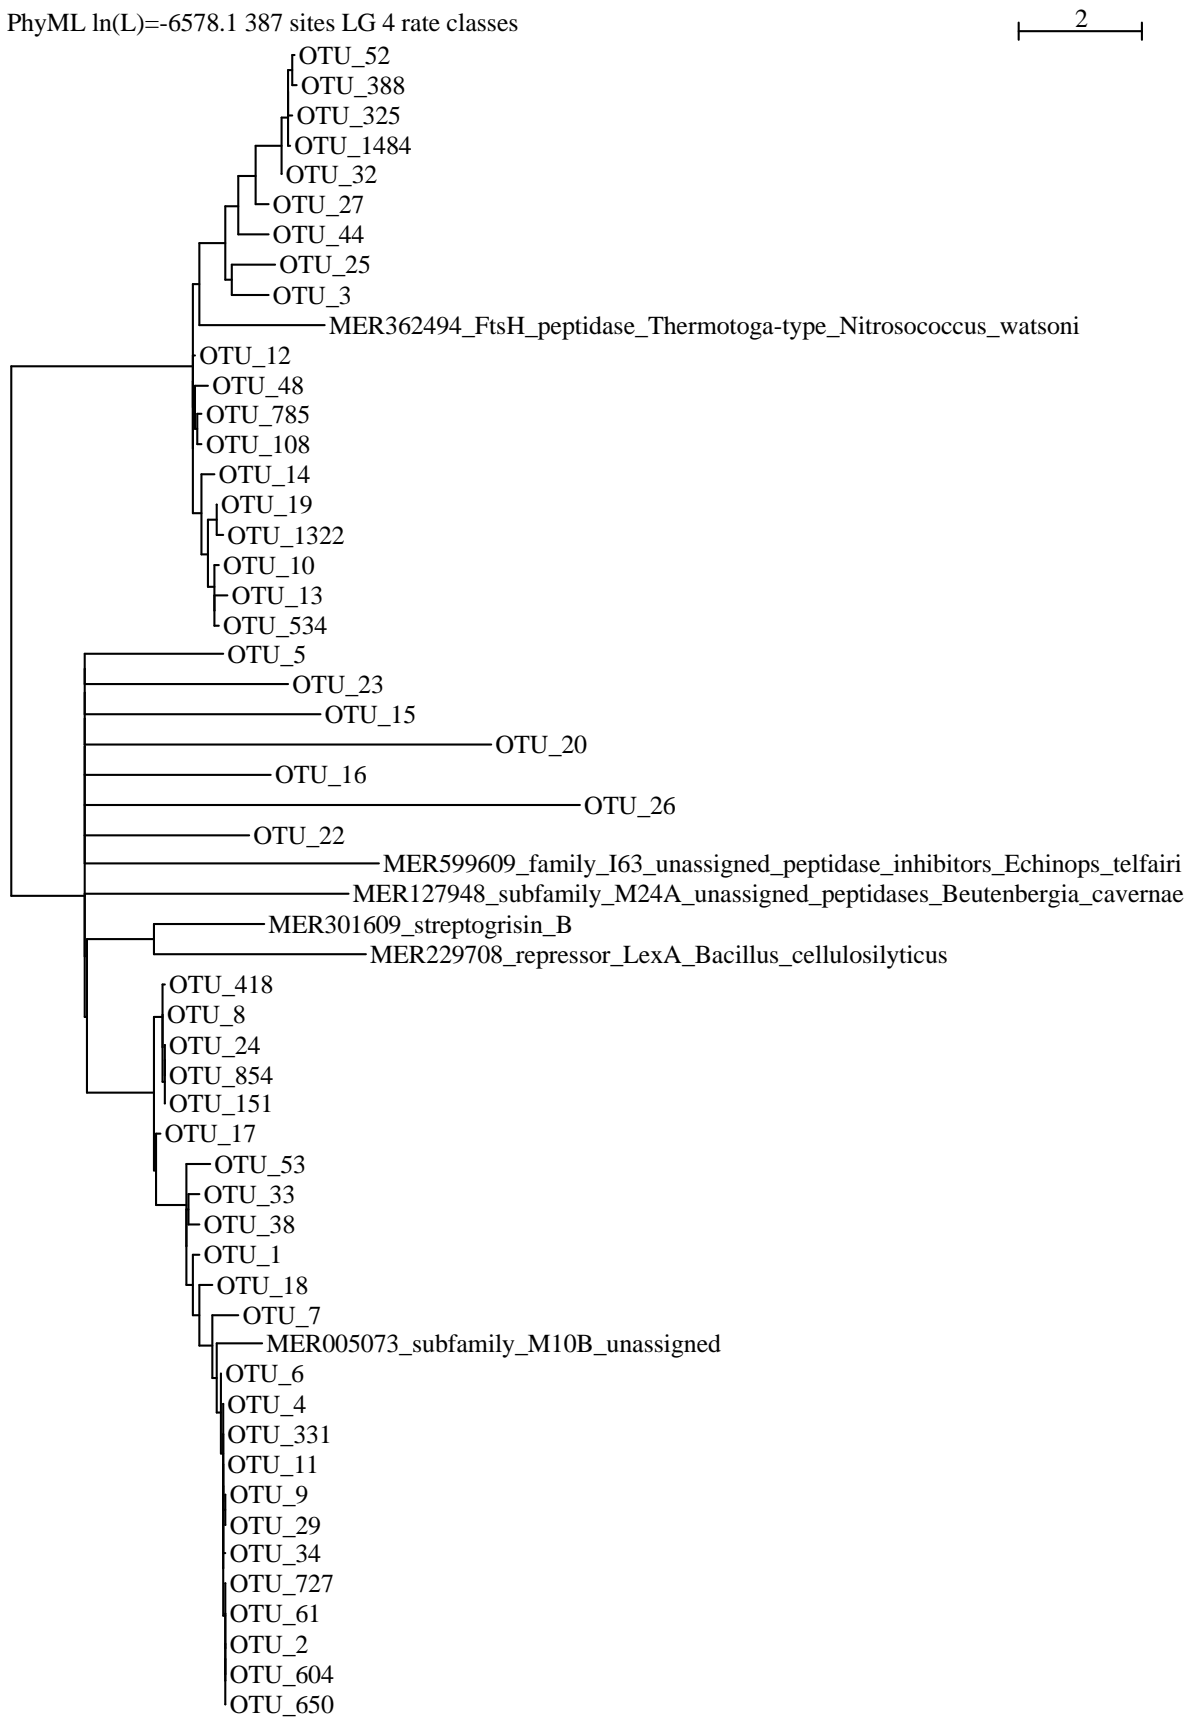 PhyML ln(L)=-6578.1 387 sites LG 4 rate classes
2
OTU_52
OTU_388
OTU_325
OTU_1484
OTU_32
OTU_27
OTU_44
OTU_25
OTU_3
MER362494_FtsH_peptidase_Thermotoga-type_Nitrosococcus_watsoni
OTU_12
OTU_48
OTU_785
OTU_108
OTU_14
OTU_19
OTU_1322
OTU_10
OTU_13
OTU_534
OTU_5
OTU_23
OTU_15
OTU_20
OTU_16
OTU_26
OTU_22
MER599609_family_I63_unassigned_peptidase_inhibitors_Echinops_telfairi
MER127948_subfamily_M24A_unassigned_peptidases_Beutenbergia_cavernae
MER301609_streptogrisin_B
MER229708_repressor_LexA_Bacillus_cellulosilyticus
OTU_418
OTU_8
OTU_24
OTU_854
OTU_151
OTU_17
OTU_53
OTU_33
OTU_38
OTU_1
OTU_18
OTU_7
MER005073_subfamily_M10B_unassigned
OTU_6
OTU_4
OTU_331
OTU_11
OTU_9
OTU_29
OTU_34
OTU_727
OTU_61
OTU_2
OTU_604
OTU_650